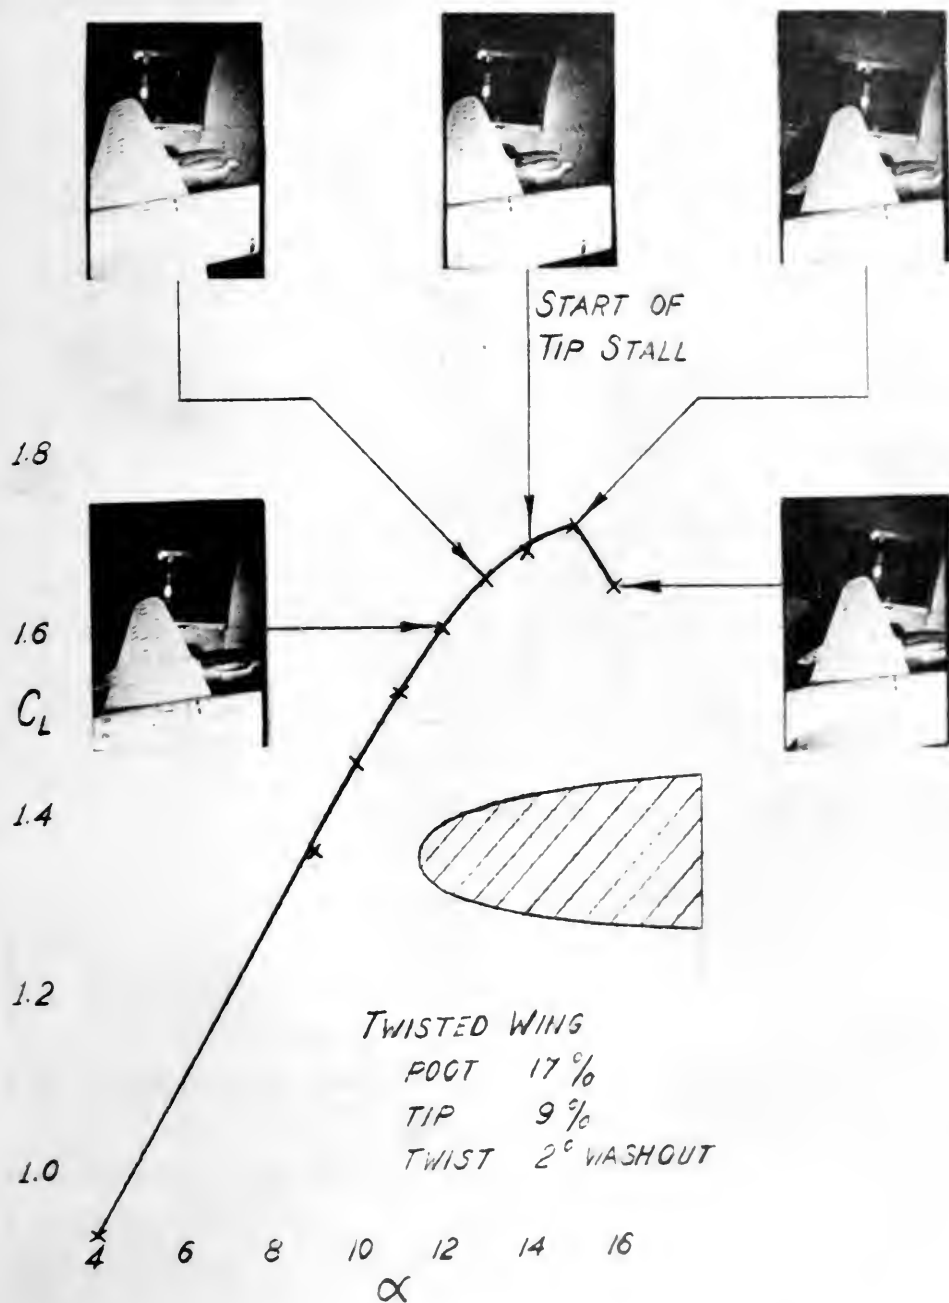 START OF
TIP STALL
1.8
1.6
C_L
1.4
1.2
TWISTED WING
ROOT 17%
TIP 9%
TWIST 2° WASHOUT
1.0
4 6 8 10 12 14 16
α